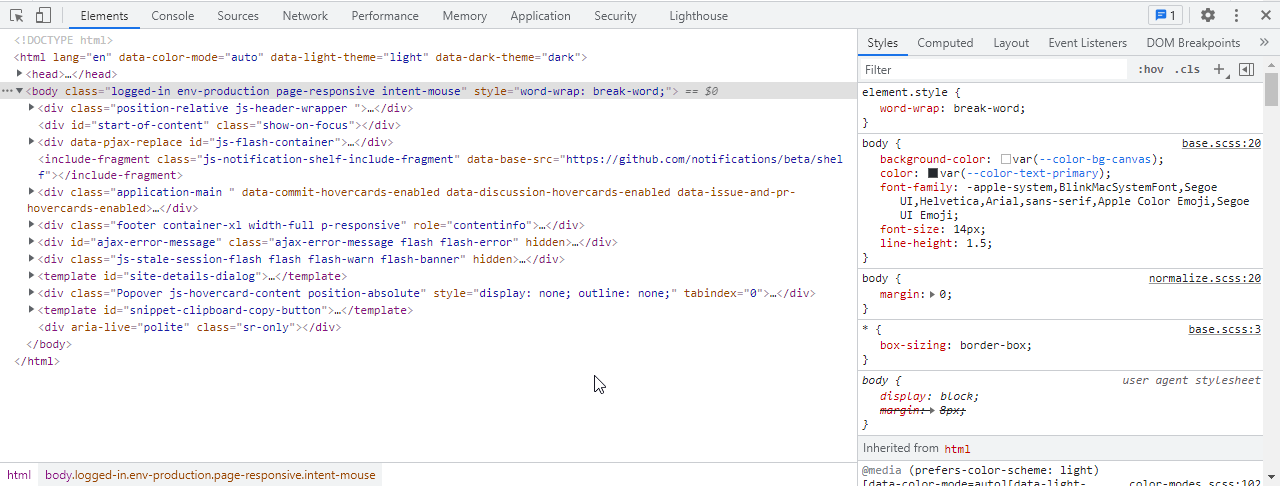 Elements Console Sources Network Performance Memory Application Security Lighthouse 1
<!DOCTYPE html>
<html lang="en" data-color-mode="auto" data-light-theme="light" data-dark-theme="dark">
<head>…</head>
<body class="logged-in env-production page-responsive intent-mouse" style="word-wrap: break-word;"> == $0
<div class="position-relative js-header-wrapper ">…</div>
<div id="start-of-content" class="show-on-focus"></div>
<div data-pjax-replace id="js-flash-container">…</div>
<include-fragment class="js-notification-shelf-include-fragment" data-base-src="https://github.com/notifications/beta/shel
f"></include-fragment>
<div class="application-main " data-commit-hovercards-enabled data-discussion-hovercards-enabled data-issue-and-pr-
hovercards-enabled>…</div>
<div class="footer container-xl width-full p-responsive" role="contentinfo">…</div>
<div id="ajax-error-message" class="ajax-error-message flash flash-error" hidden>…</div>
<div class="js-stale-session-flash flash flash-warn flash-banner" hidden>…</div>
<template id="site-details-dialog">…</template>
<div class="Popover js-hovercard-content position-absolute" style="display: none; outline: none;" tabindex="0">…</div>
<template id="snippet-clipboard-copy-button">…</template>
<div aria-live="polite" class="sr-only"></div>
</body>
</html>
html body.logged-in.env-production.page-responsive.intent-mouse
Styles Computed Layout Event Listeners DOM Breakpoints »
Filter :hov .cls +
element.style {
word-wrap: break-word;
}
body { base.scss:20
background-color: var(--color-bg-canvas);
color: var(--color-text-primary);
font-family: -apple-system,BlinkMacSystemFont,Segoe
UI,Helvetica,Arial,sans-serif,Apple Color Emoji,Segoe
UI Emoji;
font-size: 14px;
line-height: 1.5;
}
body { normalize.scss:20
margin: 0;
}
* { base.scss:3
box-sizing: border-box;
}
body { user agent stylesheet
display: block;
margin: 8px;
}
Inherited from html
@media (prefers-color-scheme: light)
[data-color-mode=auto][data-light- color-modes.scss:102